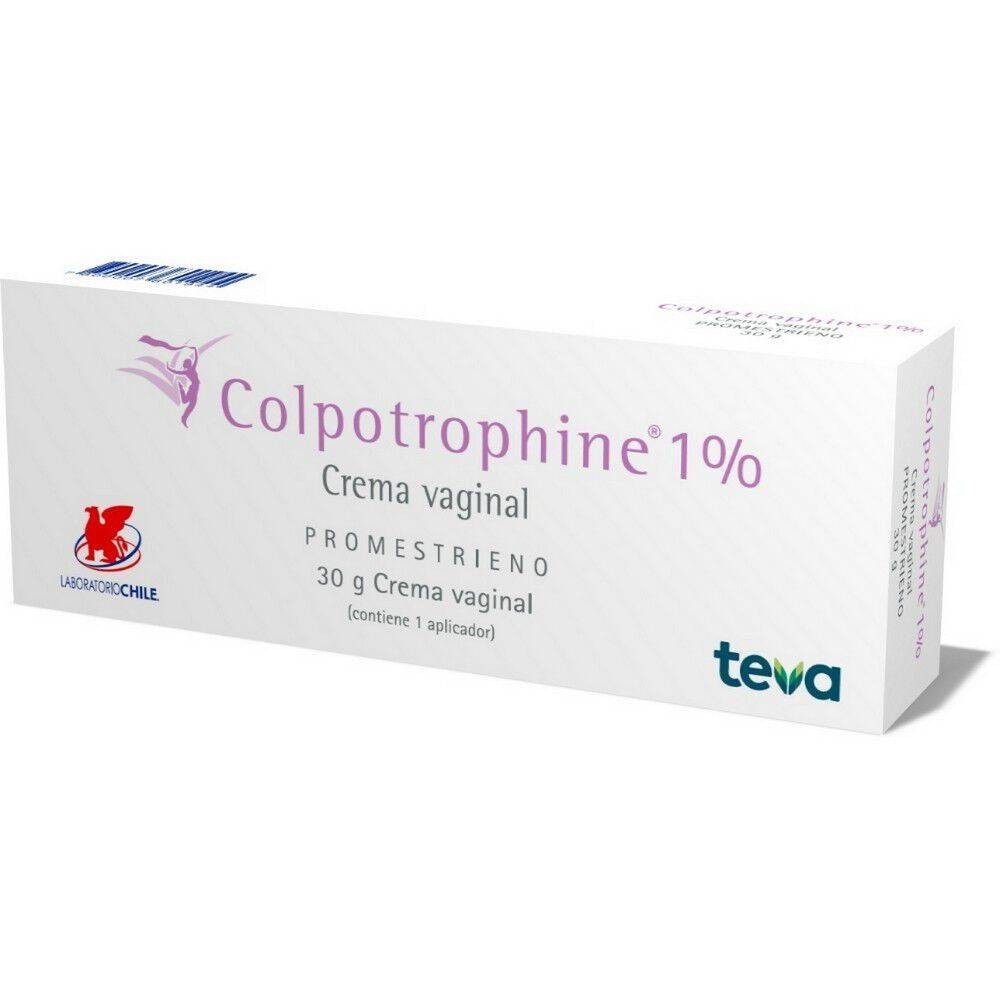 Colpotrophine® 1%
Crema vaginal
PROMESTRIENO
30 g
Colpotrophine® 1%
Crema vaginal
PROMESTRIENO
30 g Crema vaginal
(contiene 1 aplicador)
LABORATORIOCHILE.
teva
Colpotrophine® 1%
Crema vaginal
PROMESTRIENO
30 g